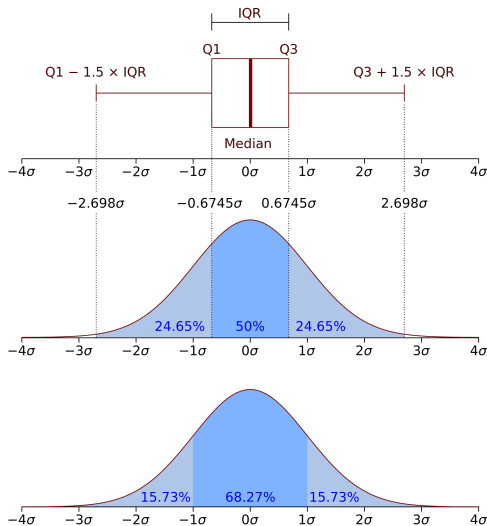 IQR
Q1 Q3
Q1 − 1.5 × IQR Q3 + 1.5 × IQR
Median
−4σ −3σ −2σ −1σ 0σ 1σ 2σ 3σ 4σ
−2.698σ −0.6745σ 0.6745σ 2.698σ
24.65% 50% 24.65%
−4σ −3σ −2σ −1σ 0σ 1σ 2σ 3σ 4σ
15.73% 68.27% 15.73%
−4σ −3σ −2σ −1σ 0σ 1σ 2σ 3σ 4σ